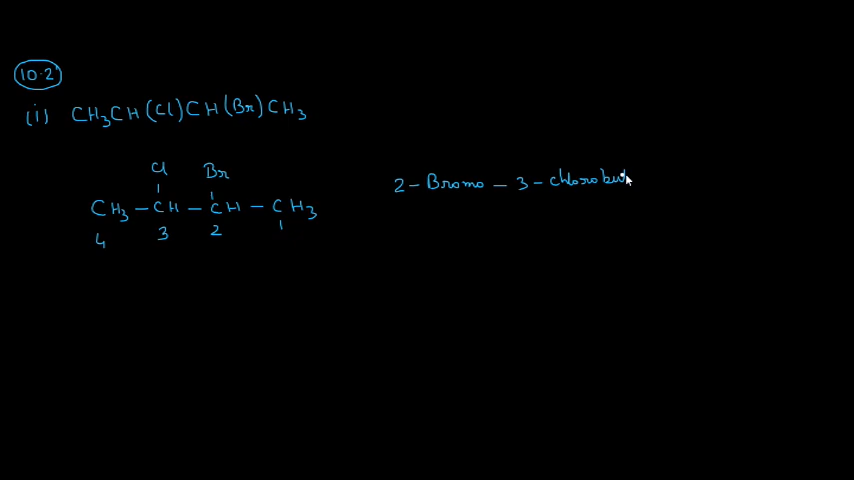 10.2
(i) CH₃CH(Cl)CH(Br)CH₃
Cl Br
CH₃ – CH – CH – CH₃
4 3 2 1
2 - Bromo - 3 - chlorobut